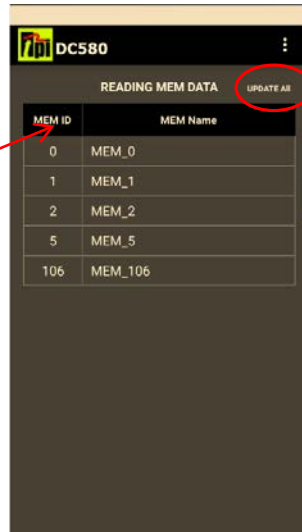 TPI DC580
READING MEM DATA UPDATE All
MEM ID MEM Name
0 MEM_0
1 MEM_1
2 MEM_2
5 MEM_5
106 MEM_106